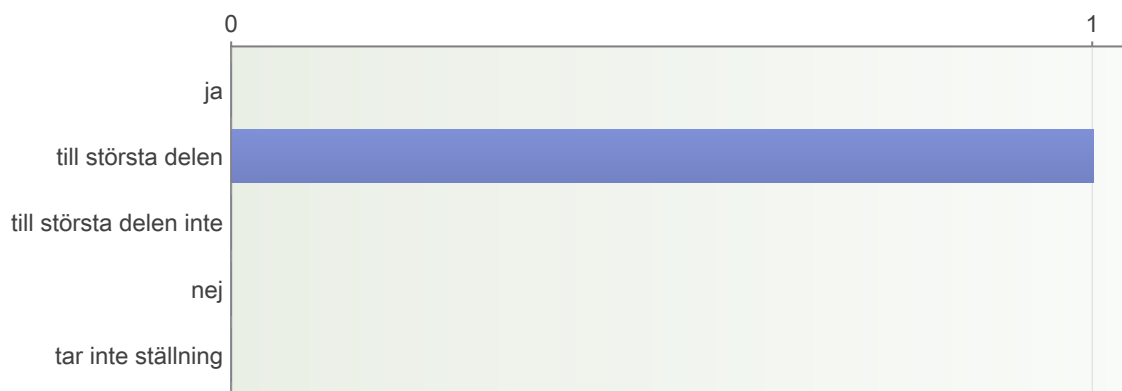 0 1
ja
till största delen
till största delen inte
nej
tar inte ställning